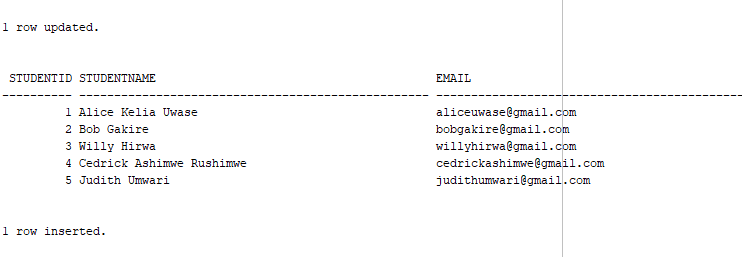 1 row updated.
STUDENTID STUDENTNAME EMAIL
---------- -------------------------------------------------- --------------------------------------------
1 Alice Kelia Uwase aliceuwase@gmail.com
2 Bob Gakire bobgakire@gmail.com
3 Willy Hirwa willyhirwa@gmail.com
4 Cedrick Ashimwe Rushimwe cedrickashimwe@gmail.com
5 Judith Umwari judithumwari@gmail.com
1 row inserted.